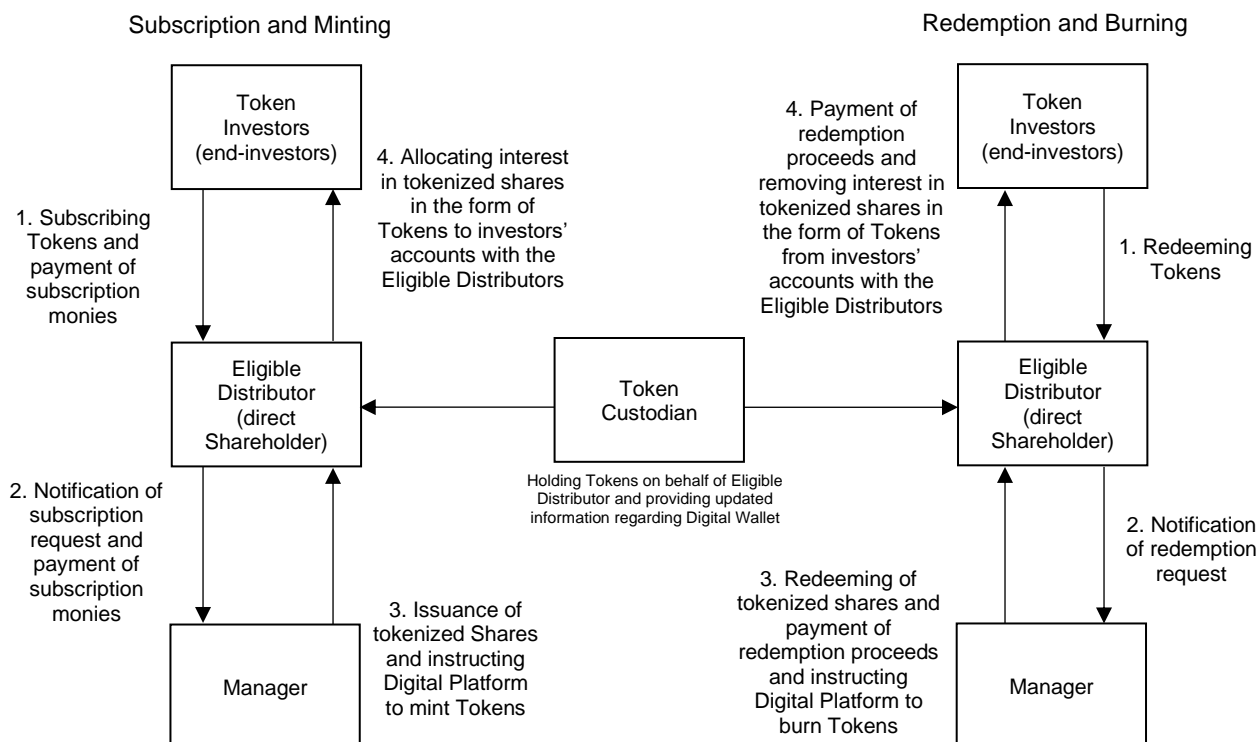 Subscription and Minting
Redemption and Burning
Token
Investors
(end-investors)
4. Allocating interest
in tokenized shares
in the form of
Tokens to investors’
accounts with the
Eligible Distributors
1. Subscribing
Tokens and
payment of
subscription
monies
4. Payment of
redemption
proceeds and
removing interest in
tokenized shares in
the form of Tokens
from investors’
accounts with the
Eligible Distributors
Token
Investors
(end-investors)
1. Redeeming
Tokens
Eligible
Distributor
(direct
Shareholder)
Token
Custodian
Eligible
Distributor
(direct
Shareholder)
Holding Tokens on behalf of Eligible
Distributor and providing updated
information regarding Digital Wallet
2. Notification of
subscription
request and
payment of
subscription
monies
3. Issuance of
tokenized Shares
and instructing
Digital Platform
to mint Tokens
3. Redeeming of
tokenized shares and
payment of
redemption proceeds
and instructing
Digital Platform to
burn Tokens
2. Notification
of redemption
request
Manager
Manager